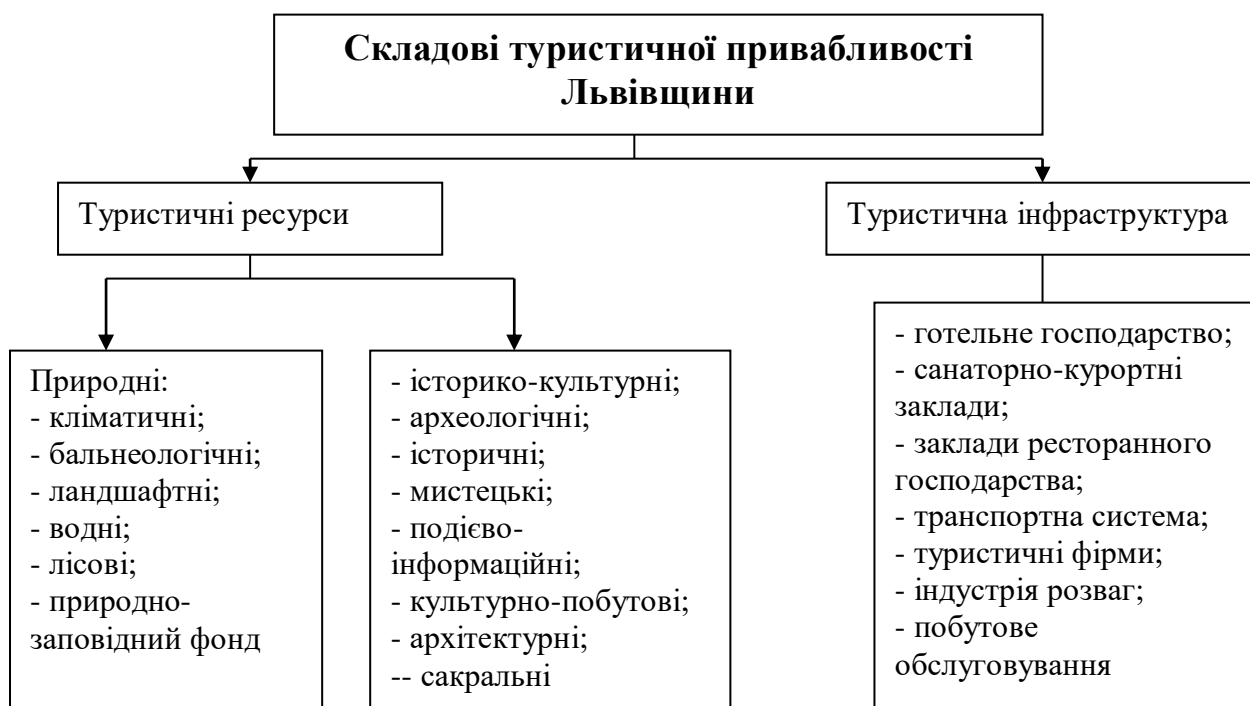 Складові туристичної привабливості
Львівщини
Туристичні ресурси
Туристична інфраструктура
Природні:
- кліматичні;
- бальнеологічні;
- ландшафтні;
- водні;
- лісові;
- природно-
заповідний фонд
- історико-культурні;
- археологічні;
- історичні;
- мистецькі;
- подієво-
інформаційні;
- культурно-побутові;
- архітектурні;
-- сакральні
- готельне господарство;
- санаторно-курортні
заклади;
- заклади ресторанного
господарства;
- транспортна система;
- туристичні фірми;
- індустрія розваг;
- побутове
обслуговування